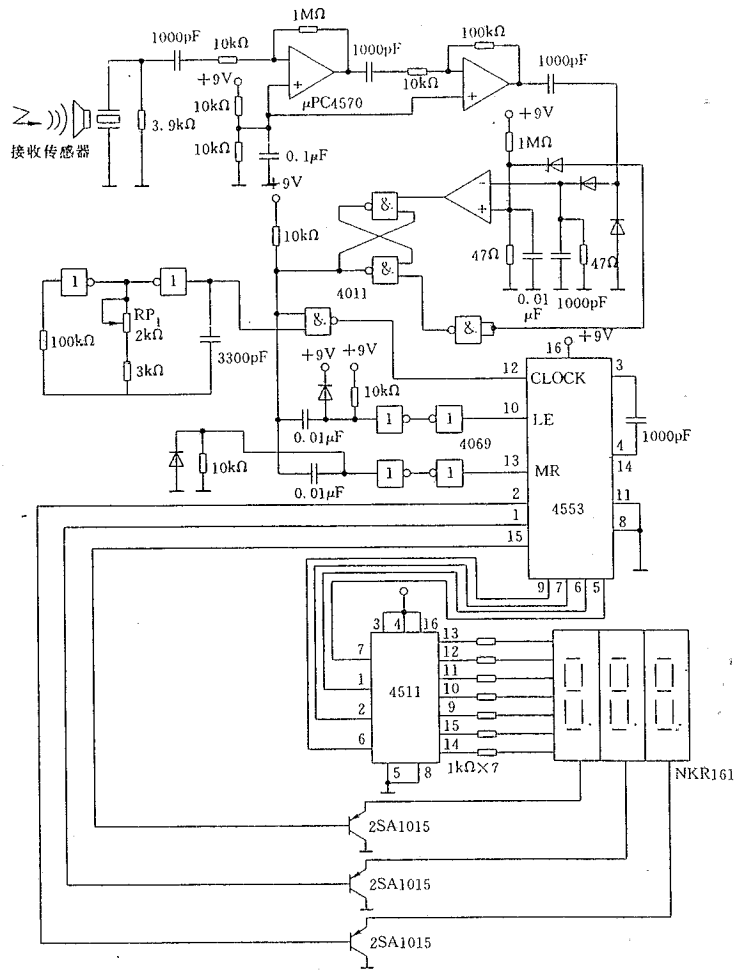 1MΩ
100kΩ
1000pF
10kΩ
1000pF
1000pF
10kΩ
+9V
μPC4570
10kΩ
3.9kΩ
接收传感器
10kΩ
0.1μF
+9V
1MΩ
+9V
10kΩ
&
47Ω
47Ω
0.01
μF
1000pF
&
4011
&
1
1
RP1
2kΩ
100kΩ
3kΩ
3300pF
&
+9V
+9V
10kΩ
0.01μF
1
1
4069
10kΩ
0.01μF
1
1
16
+9V
12
CLOCK
3
10
LE
1000pF
4
13
MR
14
2
11
1
4553
8
15
9
7
6
5
3
4
16
13
7
12
11
1
4511
10
2
9
15
6
14
5
8
1kΩ×7
NKR161
2SA1015
2SA1015
2SA1015